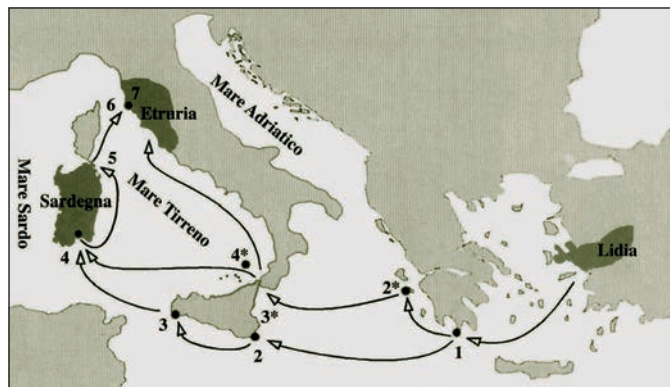 7
6
Etruria
Mare Adriatico
5
Mare Sardo
Sardegna
Mare Tirreno
4
4*
Lidia
2*
3*
3
2
1